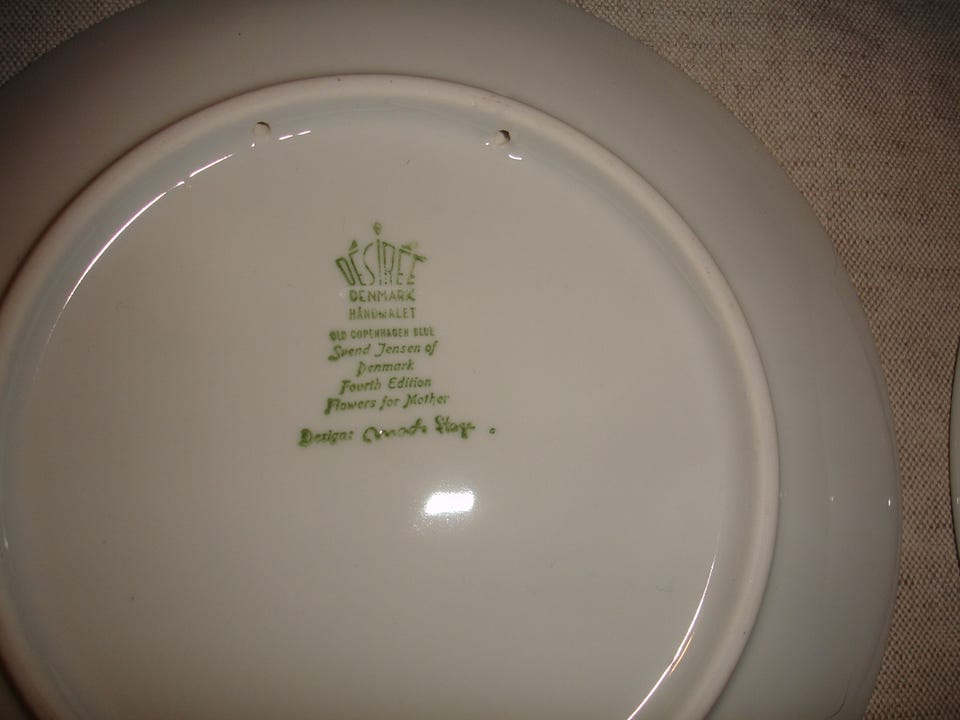 DÉSIRÉE
DENMARK
HÅNDMALET
OLD COPENHAGEN BLUE
Svend Jensen of
Denmark
Fourth Edition
Flowers for Mother
Design: